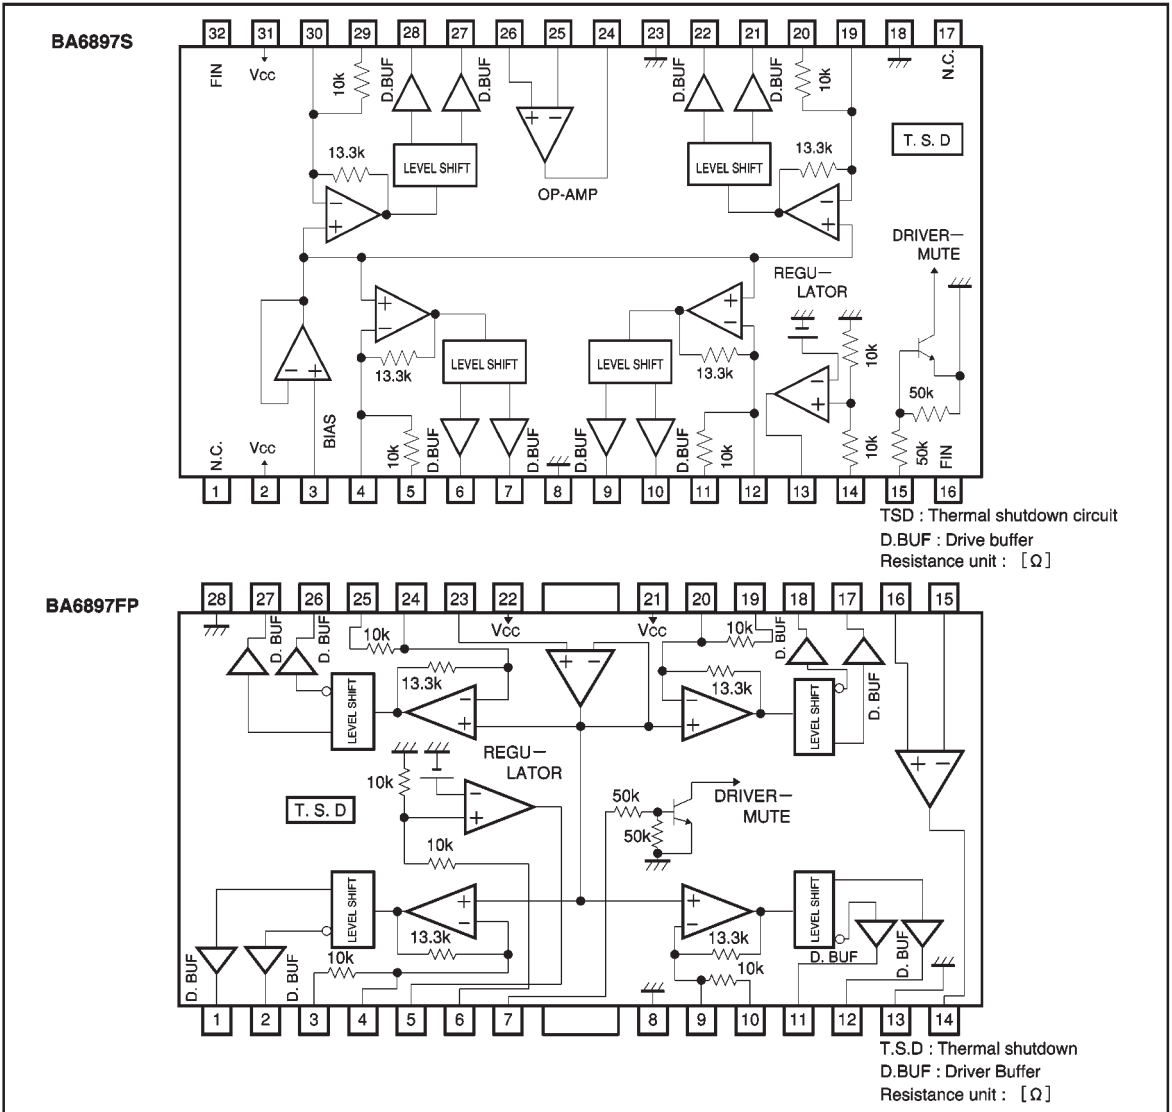 BA6897S
32 31 30 29 28 27 26 25 24 23 22 21 20 19 18 17
FIN
VCC
10k
D.BUF
D.BUF
D.BUF
D.BUF
10k
N.C.
+ −
13.3k
LEVEL SHIFT
OP-AMP
LEVEL SHIFT
13.3k
T. S. D
−
+
−
+
DRIVER−
MUTE
REGU−
LATOR
+
−
+
−
− +
13.3k
LEVEL SHIFT
LEVEL SHIFT
13.3k
−
+
10k
50k
BIAS
N.C.
VCC
10k
D.BUF
D.BUF
D.BUF
D.BUF
10k
10k
50k
FIN
1 2 3 4 5 6 7 8 9 10 11 12 13 14 15 16
TSD : Thermal shutdown circuit
D.BUF : Drive buffer
Resistance unit : [Ω]
BA6897FP
28 27 26 25 24 23 22 21 20 19 18 17 16 15
D. BUF
D. BUF
10k
VCC
VCC
10k
D. BUF
D. BUF
+ −
LEVEL SHIFT
13.3k
−
+
13.3k
−
+
LEVEL SHIFT
REGU−
LATOR
10k
−
+
+ −
T. S. D
50k
50k
DRIVER−
MUTE
10k
LEVEL SHIFT
+
−
13.3k
10k
+
−
13.3k
10k
LEVEL SHIFT
D. BUF
D. BUF
D. BUF
D. BUF
1 2 3 4 5 6 7 8 9 10 11 12 13 14
T.S.D : Thermal shutdown
D.BUF : Driver Buffer
Resistance unit : [Ω]